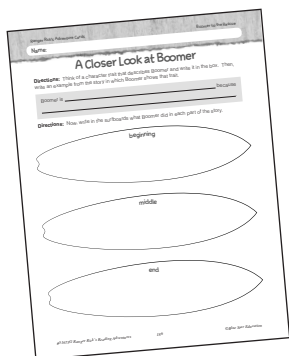 Name:
A Closer Look at Boomer
Directions: Think of a character trait that describes Boomer and write it in the box. Then,
write an example from the story in which Boomer shows that trait.
Boomer is because
Directions: Now, write in the surfboards what Boomer did in each part of the story.
beginning
middle
end